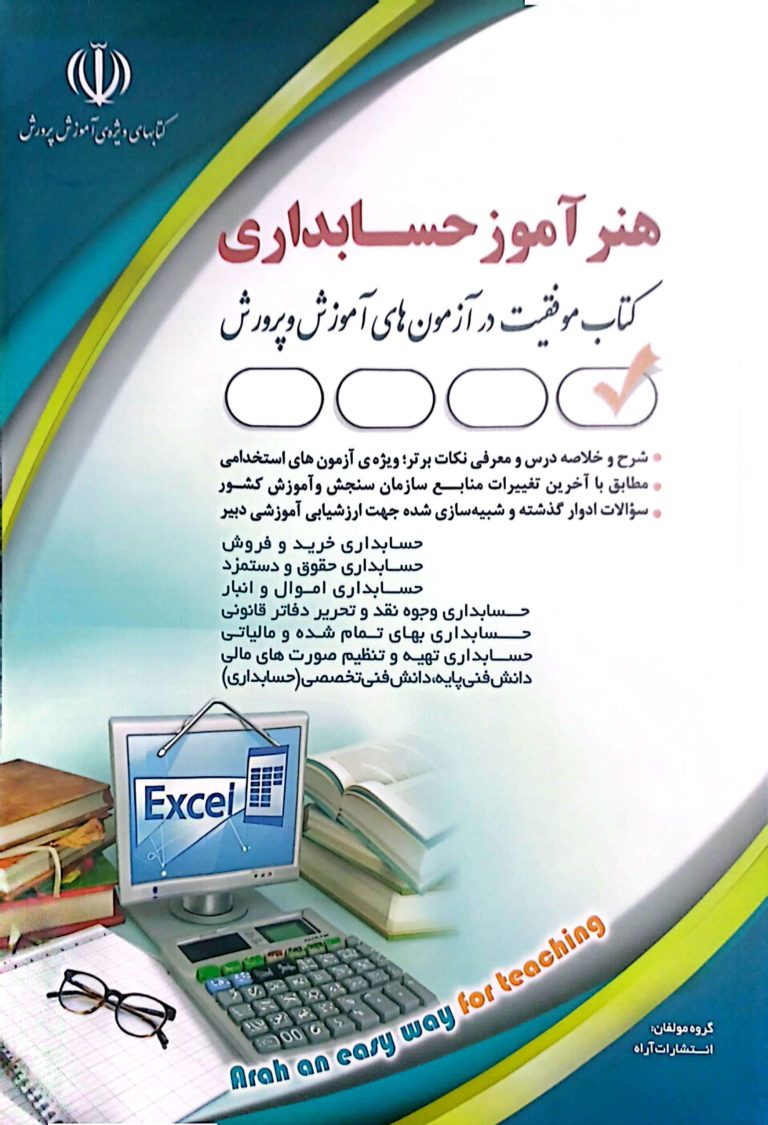 کتابهای ویژه‌ی آموزش پرورش
هنرآموز حسابداری
کتاب موفقیت در آزمون های آموزش و پرورش
شرح و خلاصه درس و معرفی نکات برتر؛ ویژه‌ی آزمون های استخدامی
مطابق با آخرین تغییرات منابع سازمان سنجش و آموزش کشور
سؤالات ادوار گذشته و شبیه‌سازی شده جهت ارزشیابی آموزشی دبیر
حسابداری خرید و فروش
حسابداری حقوق و دستمزد
حسابداری اموال و انبار
حسابداری وجوه نقد و تحریر دفاتر قانونی
حسابداری بهای تمام شده و مالیاتی
حسابداری تهیه و تنظیم صورت های مالی
دانش فنی پایه، دانش فنی تخصصی (حسابداری)
Excel
Arah an easy way for teaching
گروه مولفان:
انتشارات آراه